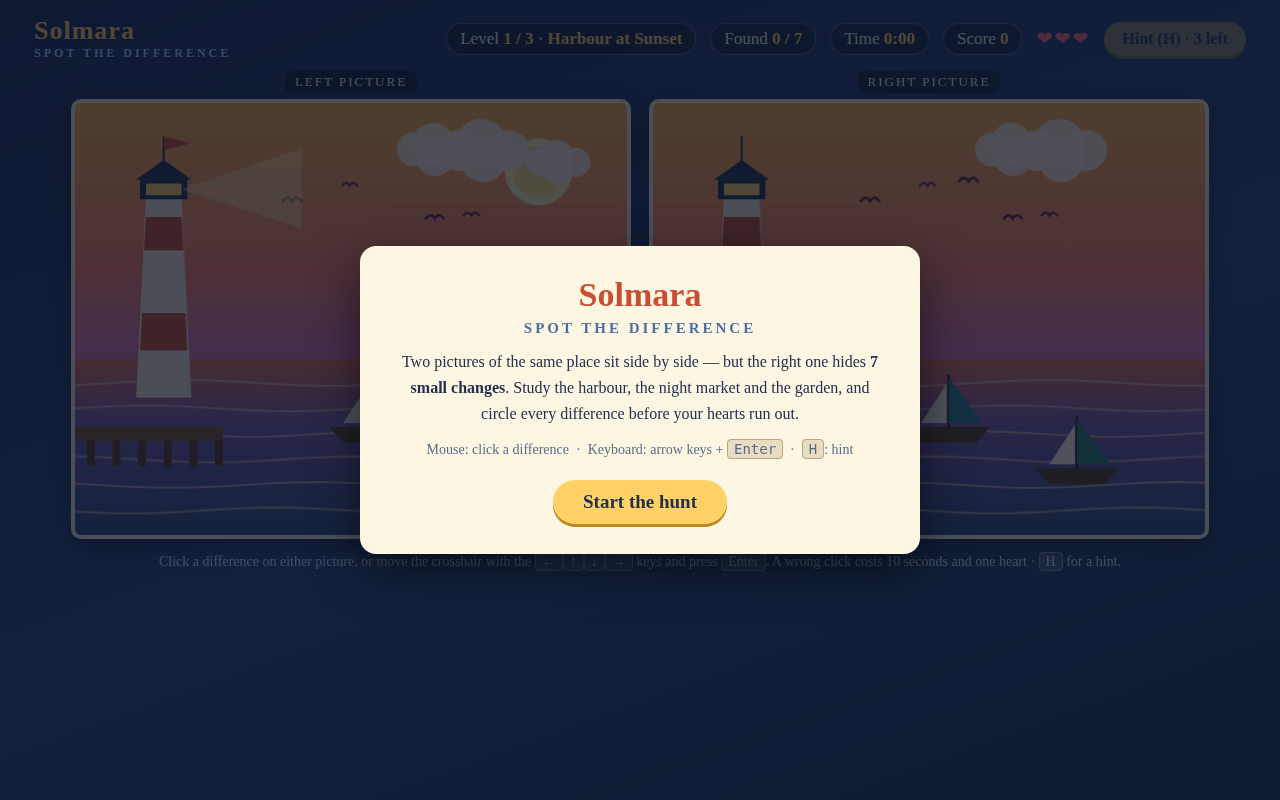 Solmara
SPOT THE DIFFERENCE
Level 1 / 3 · Harbour at Sunset
Found 0 / 7
Time 0:00
Score 0
Hint (H) · 3 left
LEFT PICTURE
RIGHT PICTURE
Solmara
SPOT THE DIFFERENCE
Two pictures of the same place sit side by side — but the right one hides 7
small changes. Study the harbour, the night market and the garden, and
circle every difference before your hearts run out.
Mouse: click a difference · Keyboard: arrow keys + Enter · H: hint
Start the hunt
Click a difference on either picture, or move the crosshair with the ← ↑ ↓ → keys and press Enter. A wrong click costs 10 seconds and one heart · H for a hint.